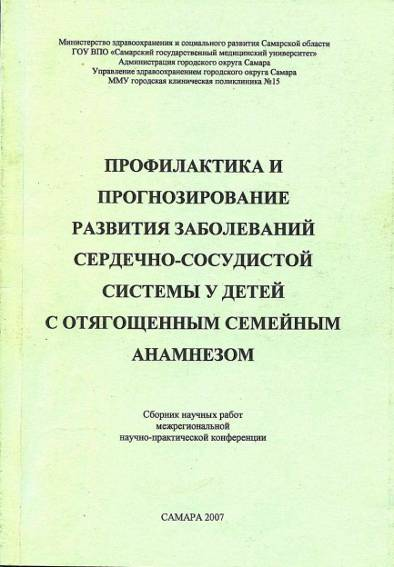 Министерство здравоохранения и социального развития Самарской области
ГОУ ВПО «Самарский государственный медицинский университет»
Администрация городского округа Самара
Управление здравоохранением городского округа Самара
ММУ городская клиническая поликлиника №15
ПРОФИЛАКТИКА И
ПРОГНОЗИРОВАНИЕ
РАЗВИТИЯ ЗАБОЛЕВАНИЙ
СЕРДЕЧНО-СОСУДИСТОЙ
СИСТЕМЫ У ДЕТЕЙ
С ОТЯГОЩЕННЫМ СЕМЕЙНЫМ
АНАМНЕЗОМ
Сборник научных работ
межрегиональной
научно-практической конференции
САМАРА 2007